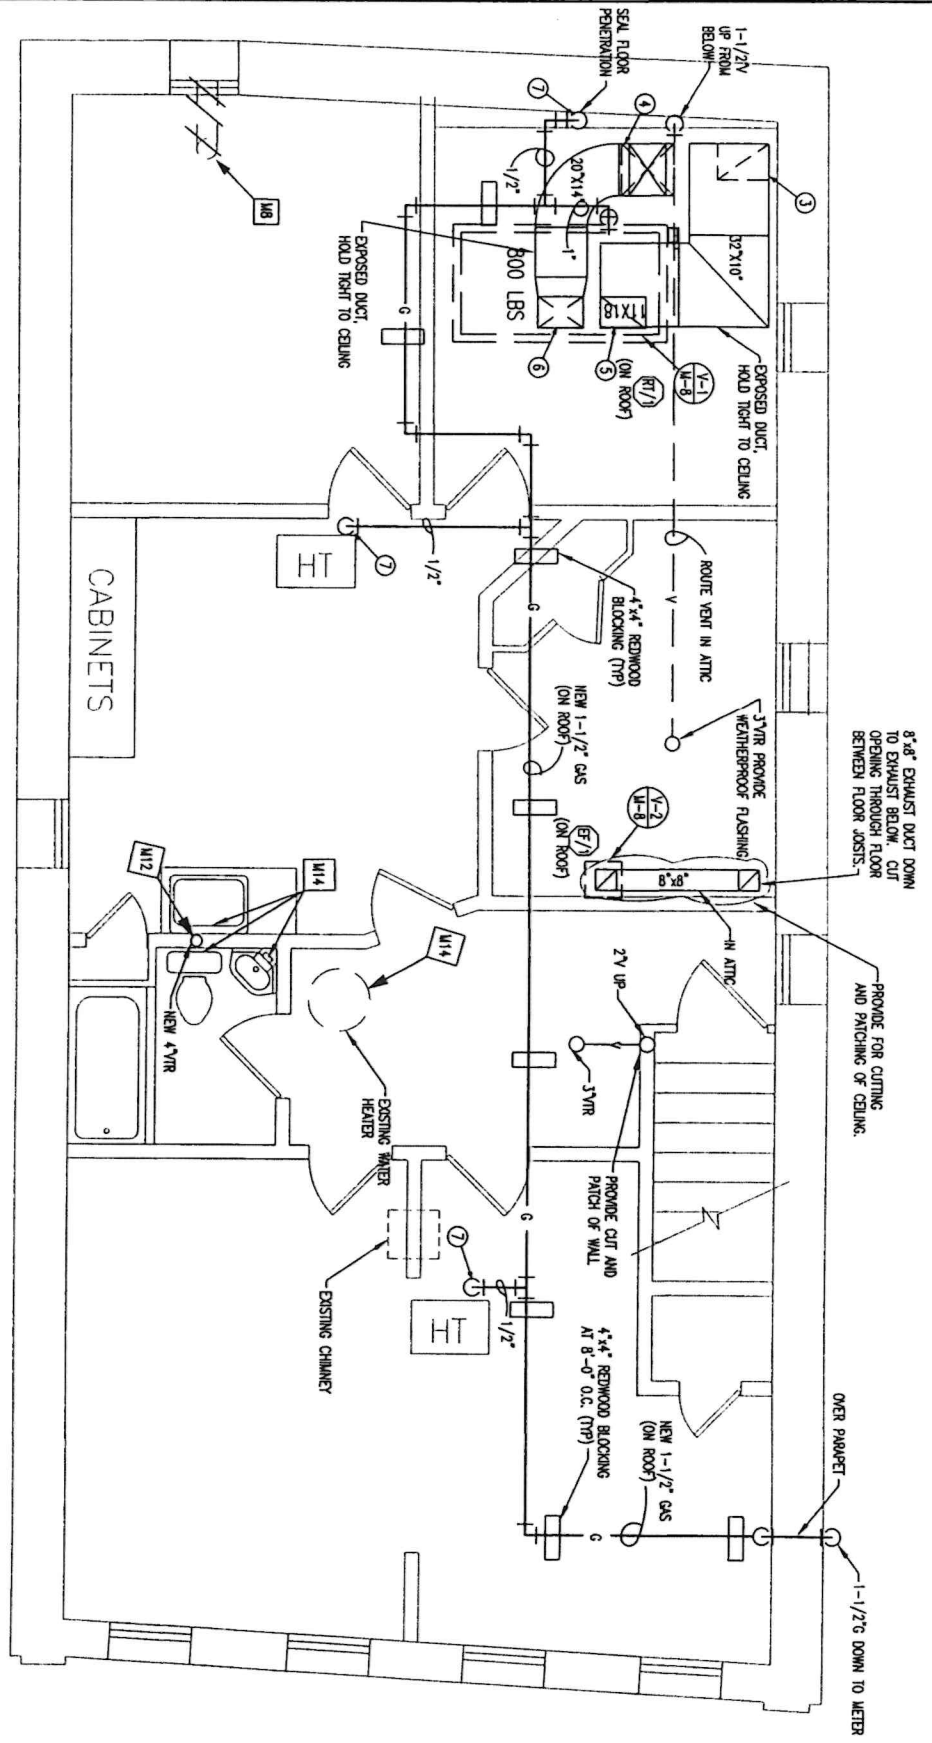 8"x8" EXHAUST DUCT DOWN
TO EXHAUST BELOW. CUT
OPENING THROUGH FLOOR
BETWEEN FLOOR JOISTS.
PROVIDE FOR CUTTING
AND PATCHING OF CEILING.
OVER PARAPET
1-1/2"G DOWN TO METER
1-1/2"V
UP FROM
BELOW
SEAL FLOOR
PENETRATION
7
4
3
32"X10"
20"X14"
1/2"
1"
11X18
800 LBS
6
5
RT/1
(ON ROOF)
V-1
M-8
EXPOSED DUCT,
HOLD TIGHT TO CEILING
EXPOSED DUCT,
HOLD TIGHT TO CEILING
M8
G
ROUTE VENT IN ATTIC
V
3"VTR PROVIDE
WEATHERPROOF FLASHING
4"x4" REDWOOD
BLOCKING (TYP)
G
NEW 1-1/2" GAS
(ON ROOF)
V-2
M-8
EF/1
(ON ROOF)
8"x8"
IN ATTIC
2"V UP
V
3"VTR
PROVIDE CUT AND
PATCH OF WALL
1/2"
7
HT
CABINETS
M12
M14
M14
NEW 4"VTR
EXISTING WATER
HEATER
G
7
1/2"
HT
EXISTING CHIMNEY
4"x4" REDWOOD BLOCKING
AT 8'-0" O.C. (TYP)
NEW 1-1/2" GAS
(ON ROOF)
G